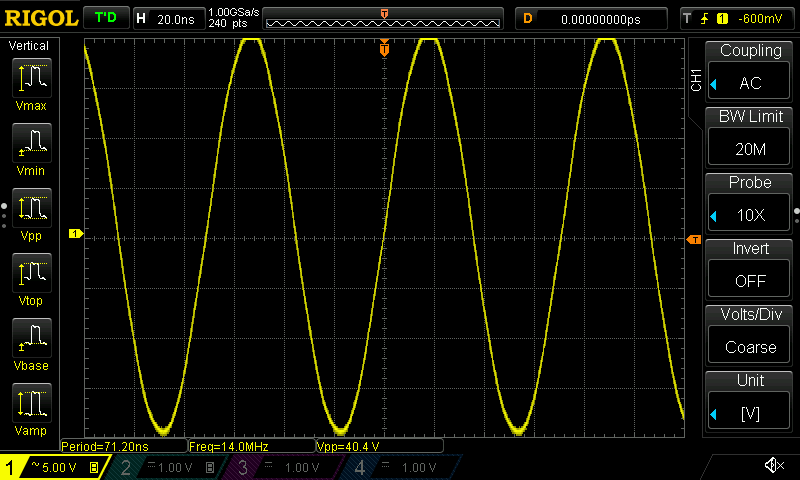 RIGOL T'D H 20.0ns 1.00GSa/s D 0.00000000ps T 1 -600mV
240 pts
T
Vertical
Vmax
Vmin
Vpp
Vtop
Vbase
Vamp
1
T
CH1
Coupling
AC
BW Limit
20M
Probe
10X
Invert
OFF
Volts/Div
Coarse
Unit
[V]
Period=71.20ns Freq=14.0MHz Vpp=40.4 V
1 ~ 5.00 V B 2 1.00 V B 3 1.00 V 4 1.00 V